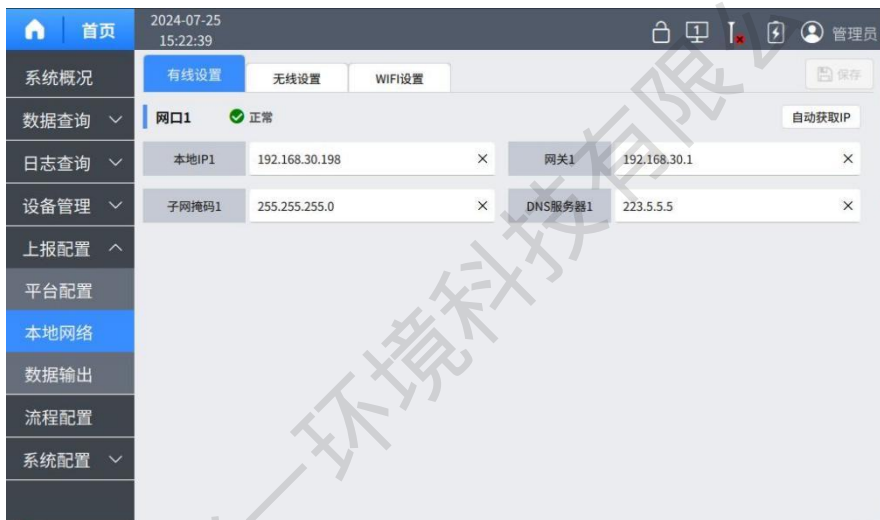 首页
2024-07-25
15:22:39
1
管理员
系统概况
数据查询
日志查询
设备管理
上报配置
平台配置
本地网络
数据输出
流程配置
系统配置
有线设置
无线设置
WIFI设置
保存
网口1
正常
自动获取IP
本地IP1
192.168.30.198
网关1
192.168.30.1
子网掩码1
255.255.255.0
DNS服务器1
223.5.5.5
一环境科技有限公